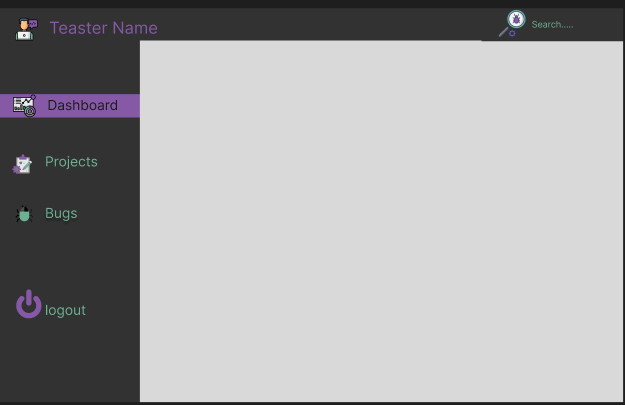 Teaster Name
Search.....
Dashboard
Projects
Bugs
logout